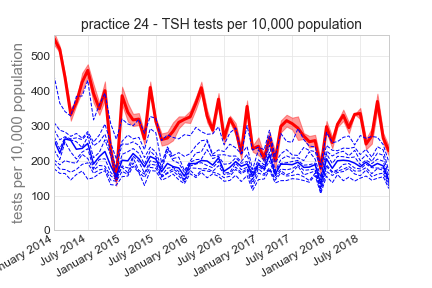 practice 24 - TSH tests per 10,000 population
tests per 10,000 population
500
400
300
200
100
0
nuary 2014
July 2014
January 2015
July 2015
January 2016
July 2016
January 2017
July 2017
January 2018
July 2018